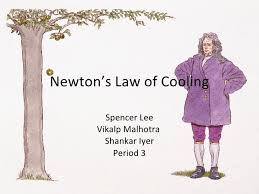 Newton's Law of Cooling
Spencer Lee
Vikalp Malhotra
Shankar Iyer
Period 3